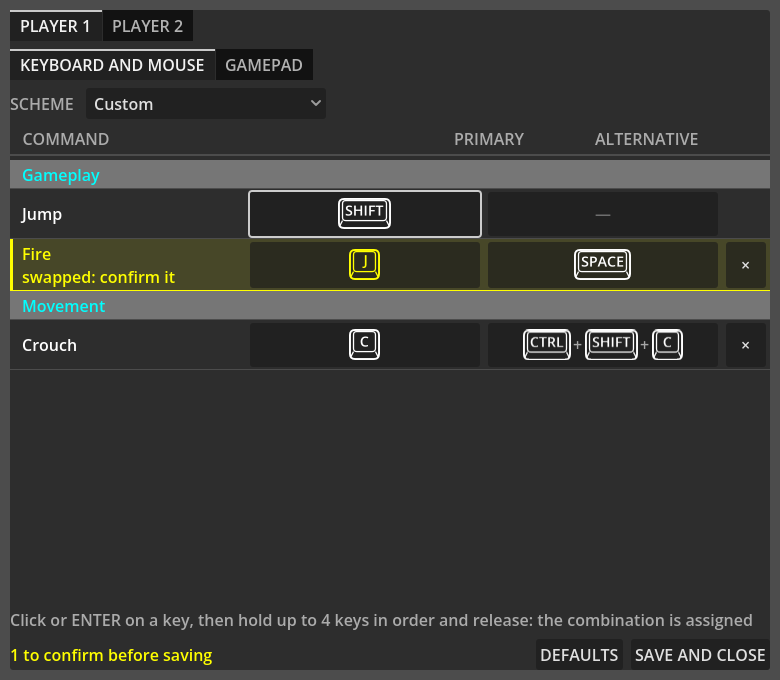 PLAYER 1 PLAYER 2
KEYBOARD AND MOUSE GAMEPAD
SCHEME Custom
COMMAND PRIMARY ALTERNATIVE
Gameplay
Jump SHIFT —
Fire J SPACE ×
swapped: confirm it
Movement
Crouch C CTRL + SHIFT + C ×
Click or ENTER on a key, then hold up to 4 keys in order and release: the combination is assigned
1 to confirm before saving DEFAULTS SAVE AND CLOSE